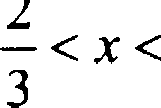 2/3 < x <